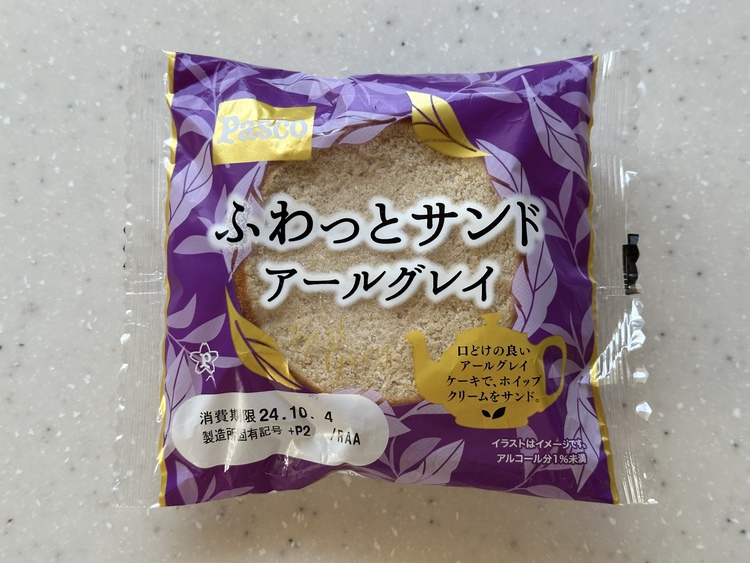 Pasco
ふわっとサンド
アールグレイ
口どけの良い
アールグレイ
ケーキで、ホイップ
クリームをサンド。
消費期限 24.10. 4
製造所固有記号 +P2 /RAA
イラストはイメージです。
アルコール分1%未満